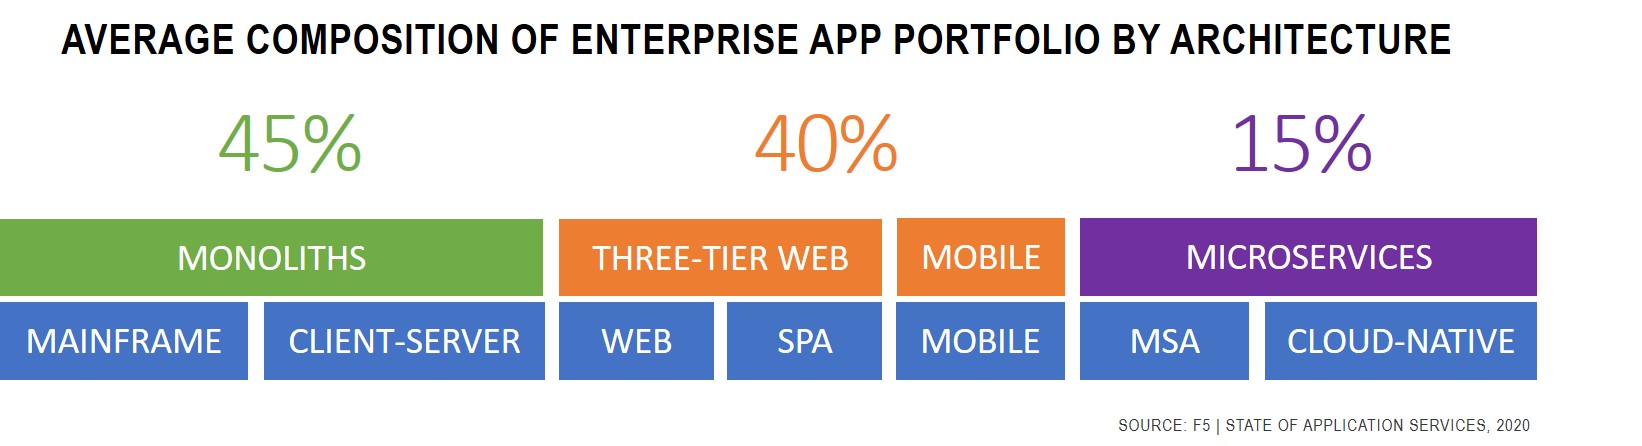 AVERAGE COMPOSITION OF ENTERPRISE APP PORTFOLIO BY ARCHITECTURE
45% 40% 15%
MONOLITHS THREE-TIER WEB MOBILE MICROSERVICES
MAINFRAME CLIENT-SERVER WEB SPA MOBILE MSA CLOUD-NATIVE
SOURCE: F5 | STATE OF APPLICATION SERVICES, 2020